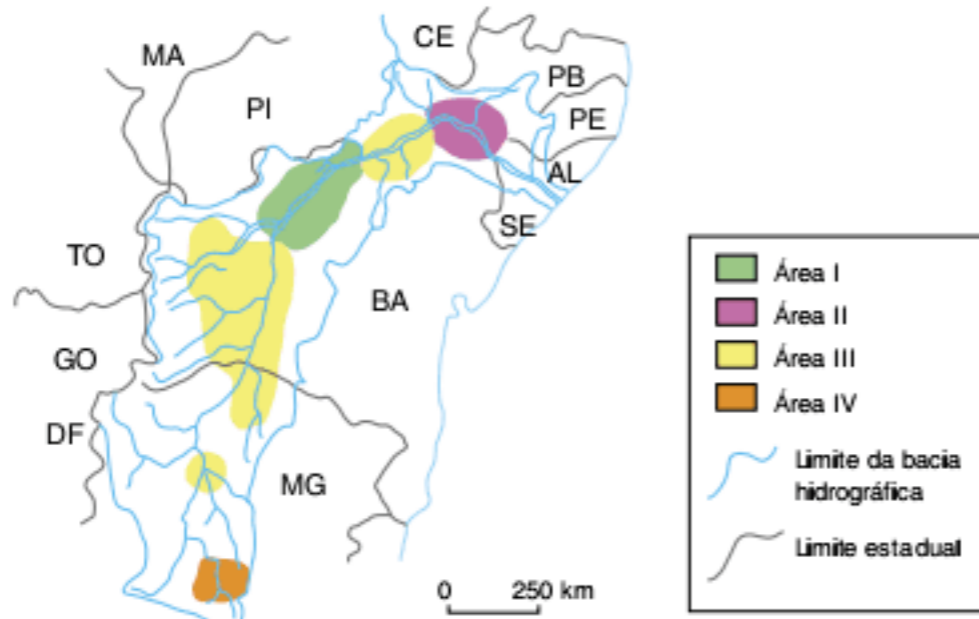 MA
CE
PI
PB
PE
AL
SE
TO
BA
GO
DF
MG
0 250 km
Área I
Área II
Área III
Área IV
Limite da bacia
hidrográfica
Limite estadual